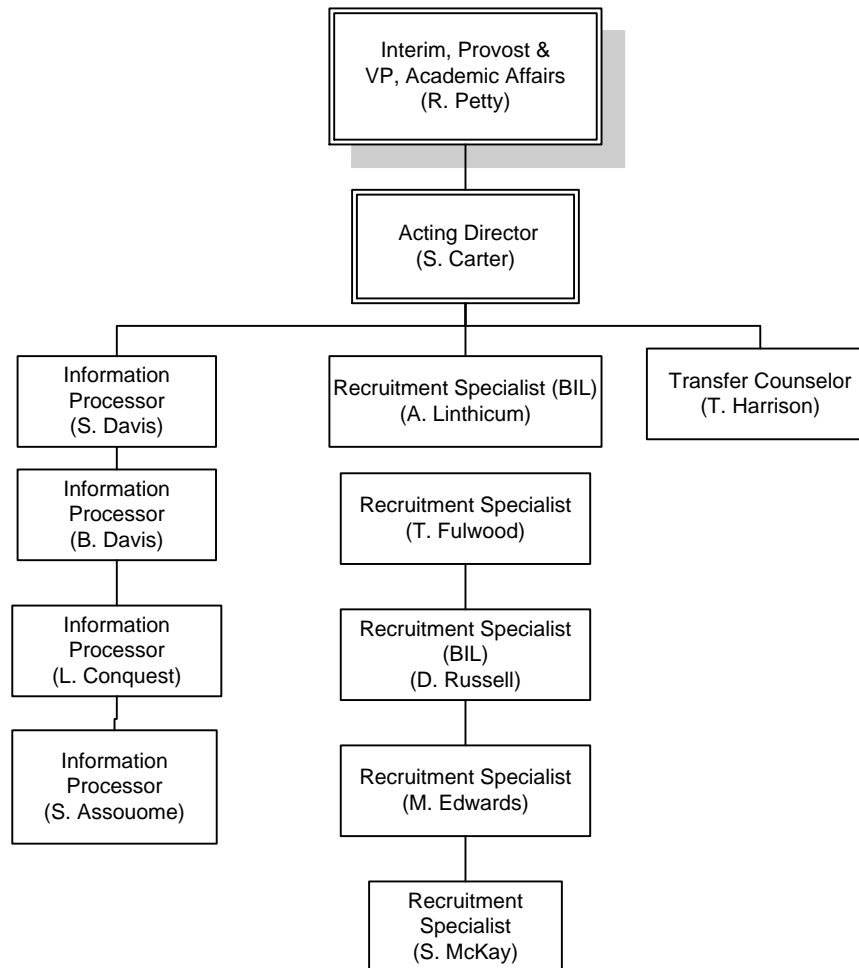 Interim, Provost &
VP, Academic Affairs
(R. Petty)
Acting Director
(S. Carter)
Information
Processor
(S. Davis)
Recruitment Specialist (BIL)
(A. Linthicum)
Transfer Counselor
(T. Harrison)
Information
Processor
(B. Davis)
Recruitment Specialist
(T. Fulwood)
Information
Processor
(L. Conquest)
Recruitment Specialist
(BIL)
(D. Russell)
Information
Processor
(S. Assouome)
Recruitment Specialist
(M. Edwards)
Recruitment
Specialist
(S. McKay)